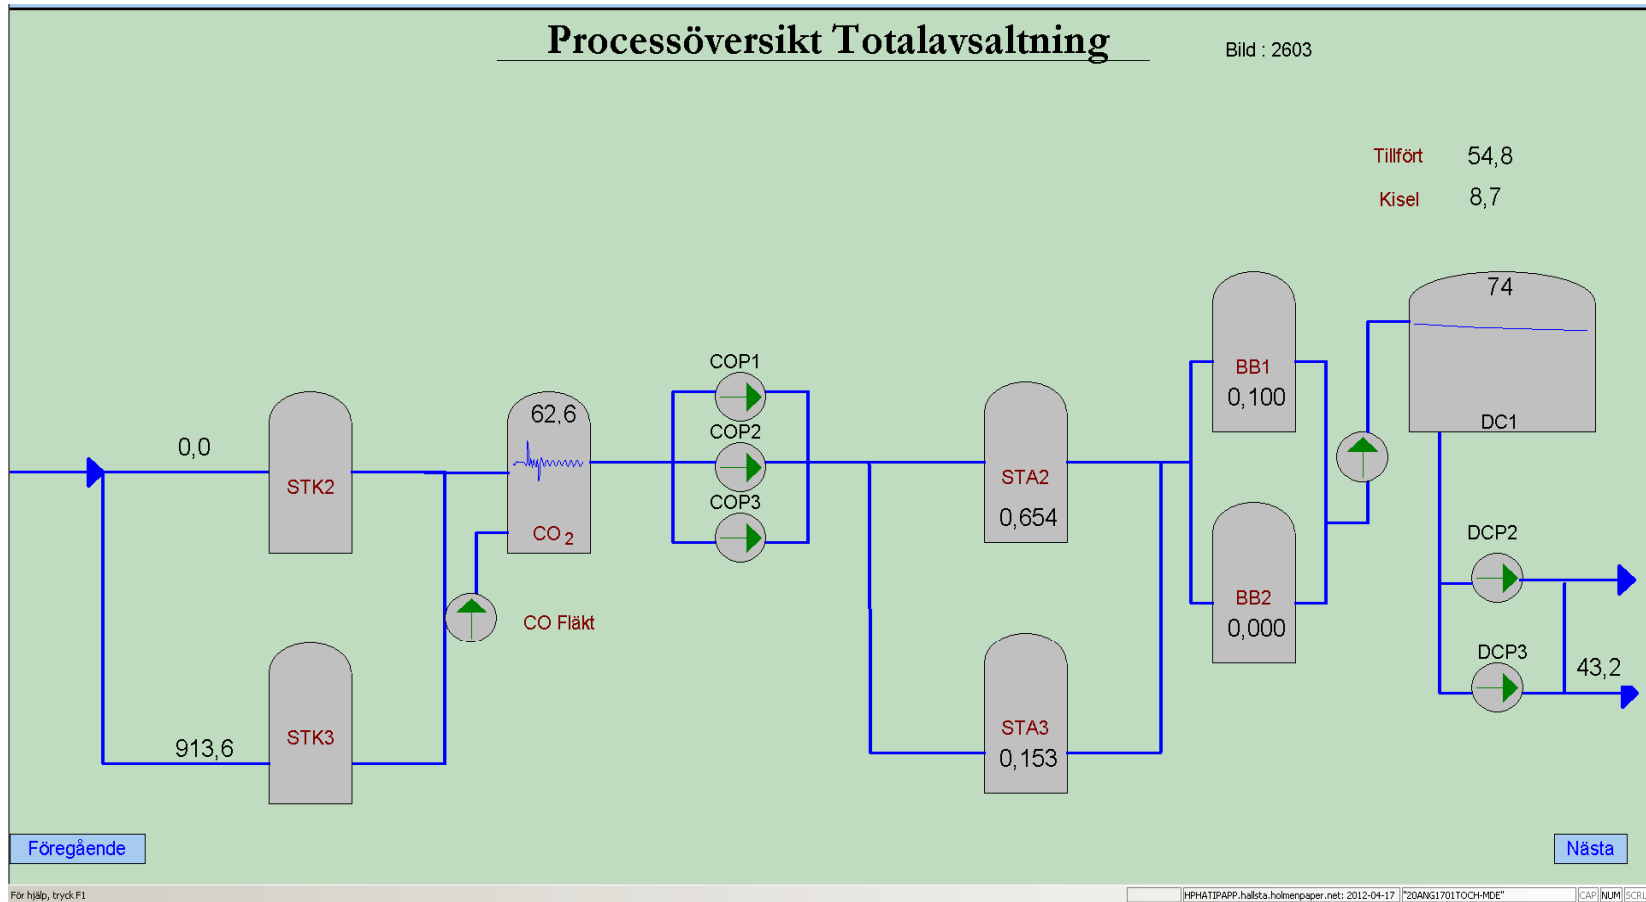 Processöversikt Totalavsaltning
Bild : 2603
Tillfört 54,8
Kisel 8,7
74
DC1
BB1
0,100
COP1
COP2
COP3
0,0
STK2
62,6
CO 2
STA2
0,654
DCP2
BB2
0,000
CO Fläkt
DCP3
43,2
913,6
STK3
STA3
0,153
Föregående
Nästa
För hjälp, tryck F1
HPHATIPAPP.hallsta.holmenpaper.net: 2012-04-17 "20ANG1701TOCH-MDE" CAP NUM SCRL